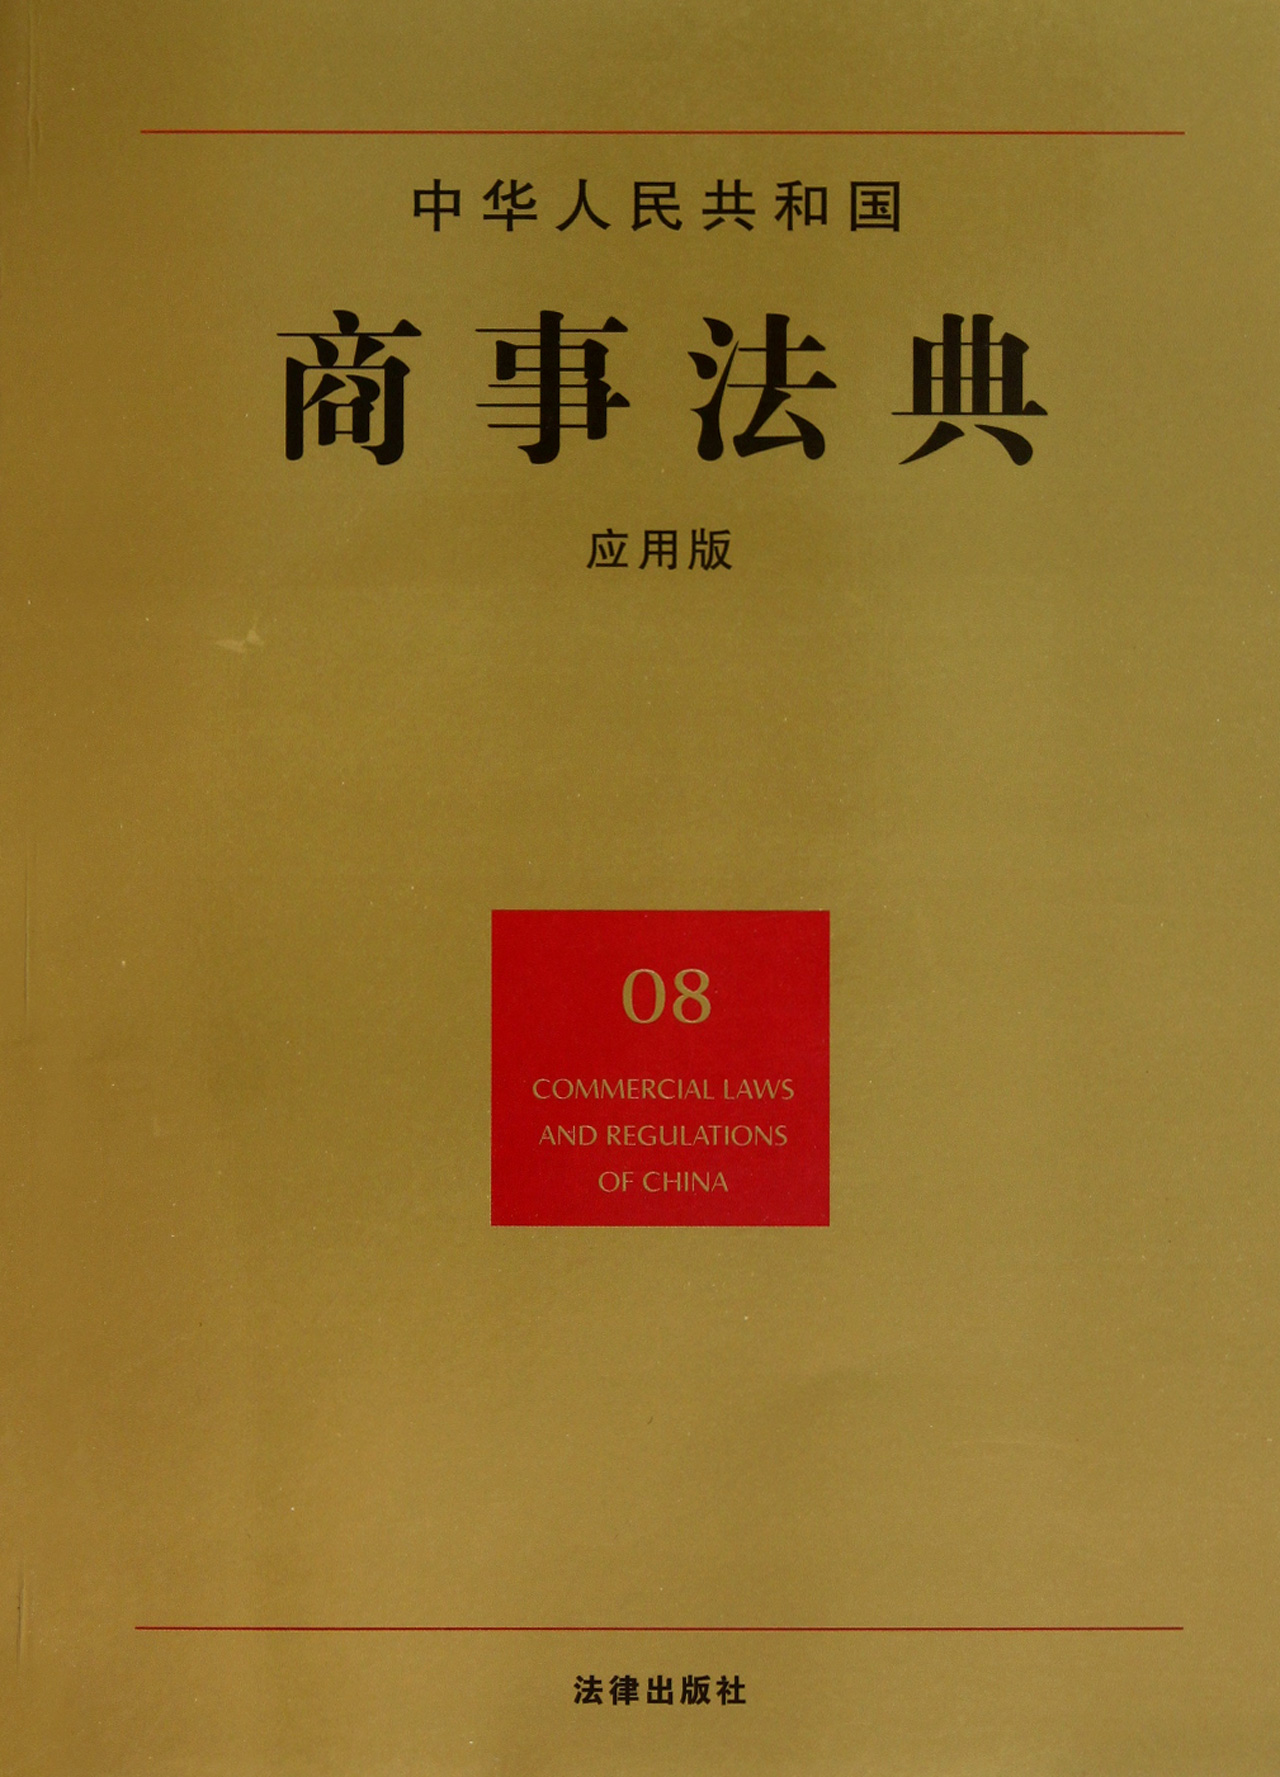 中华人民共和国
商事法典
应用版
08
COMMERCIAL LAWS
AND REGULATIONS
OF CHINA
法律出版社